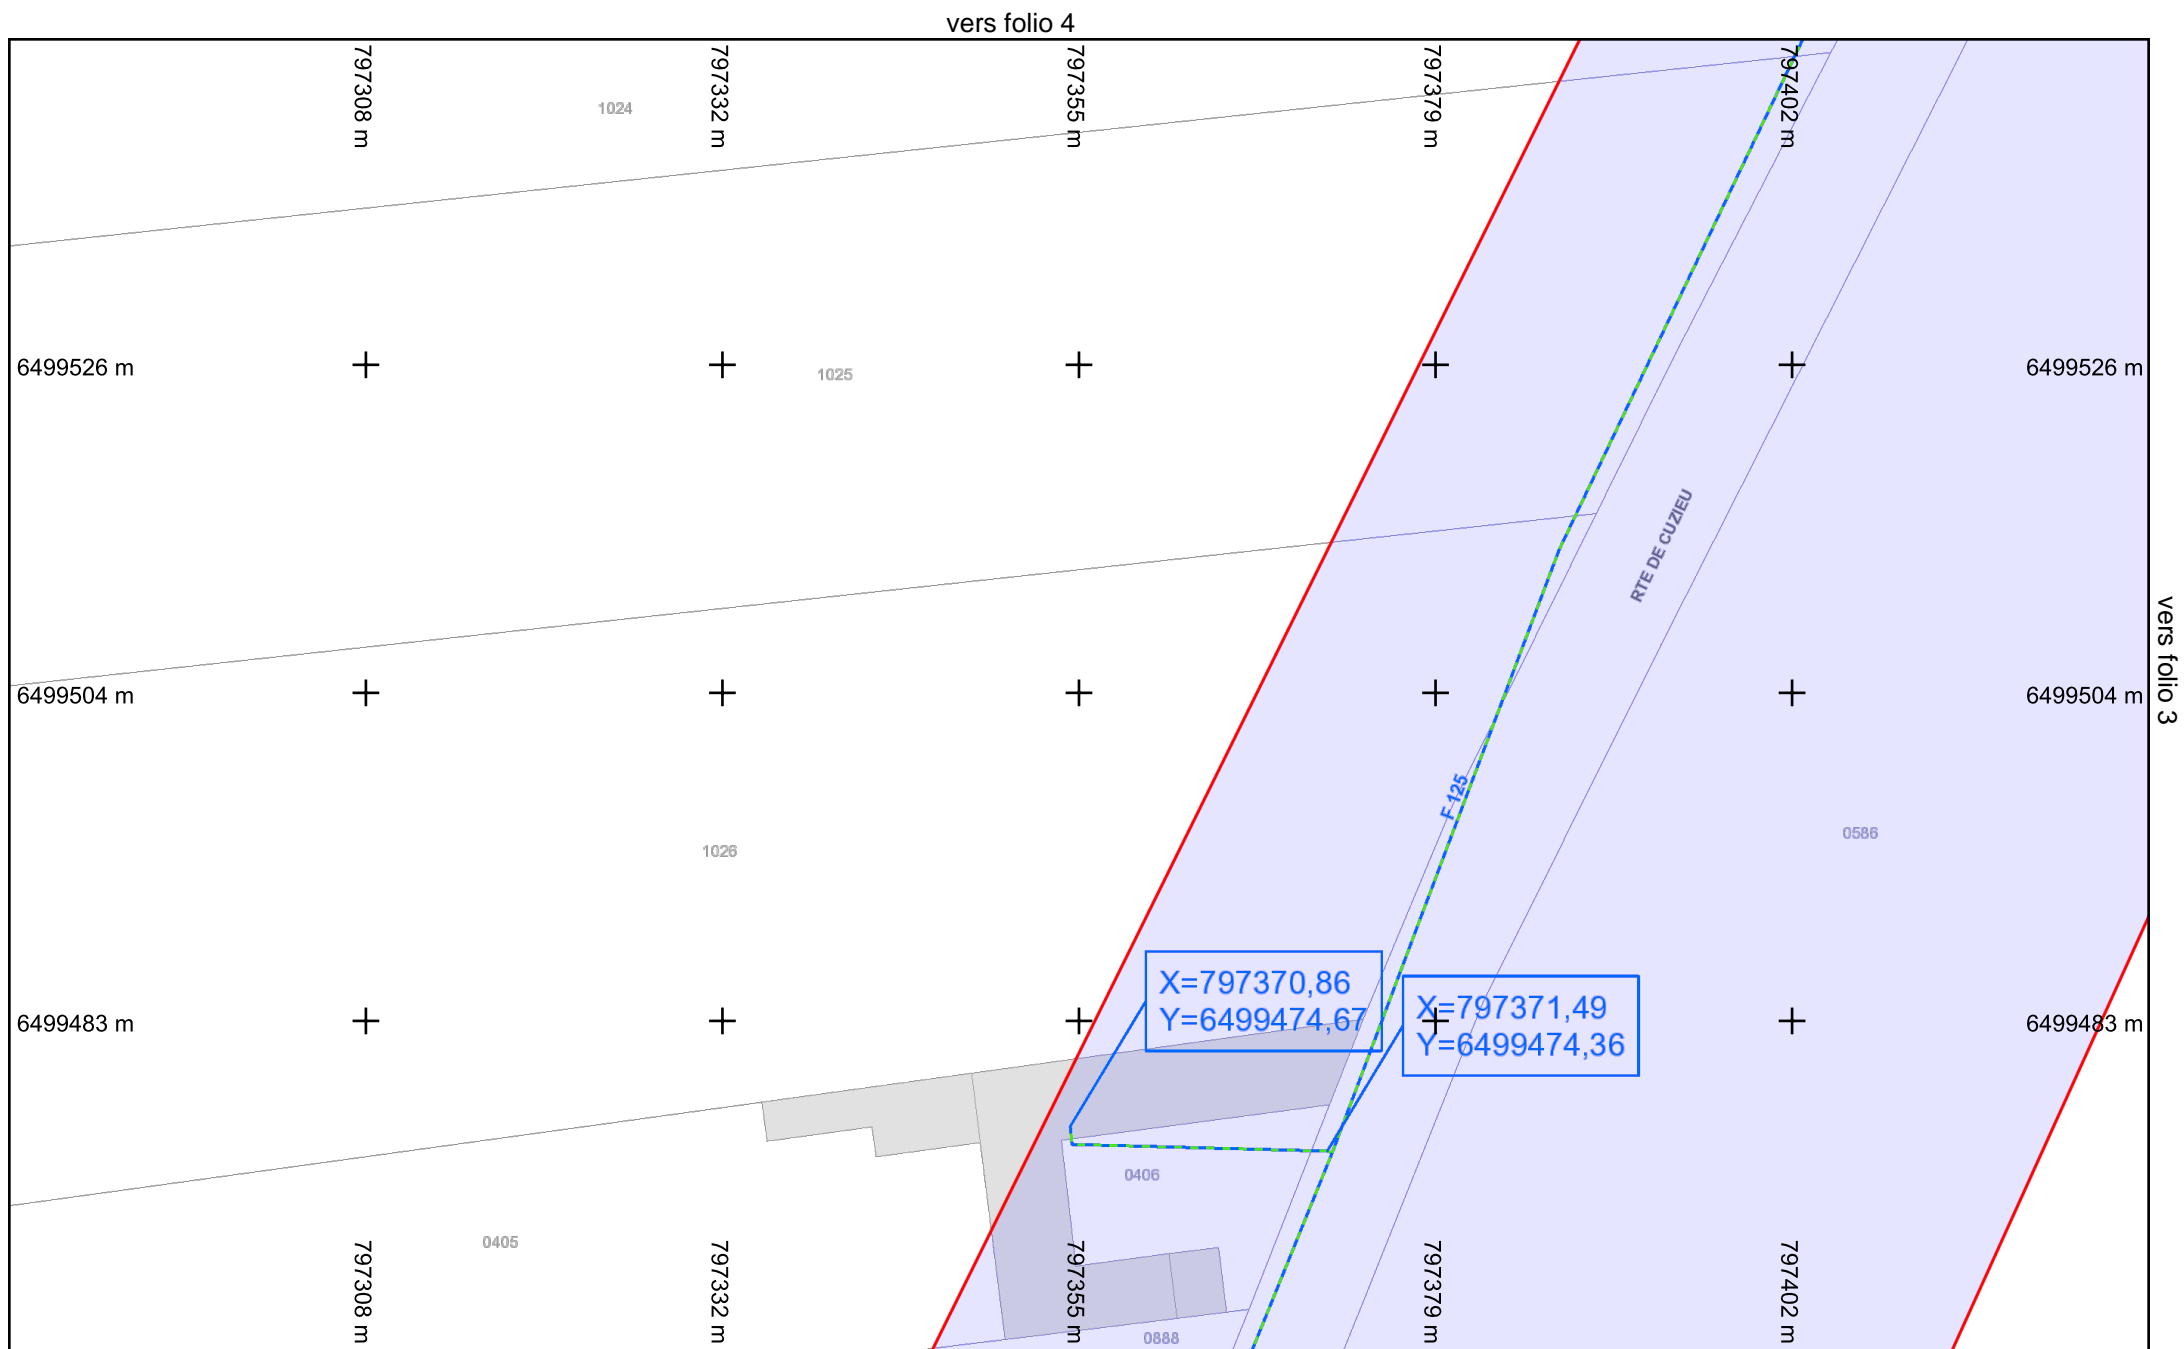 vers folio 4
797308 m
797332 m
797355 m
797379 m
797402 m
1024
6499526 m
1025
6499526 m
RTE DE CUZIEU
vers folio 3
6499504 m
6499504 m
F 125
0586
1026
X=797370,86
Y=6499474,67
X=797371,49
Y=6499474,36
6499483 m
6499483 m
0406
0405
797308 m
797332 m
797355 m
797379 m
797402 m
0888